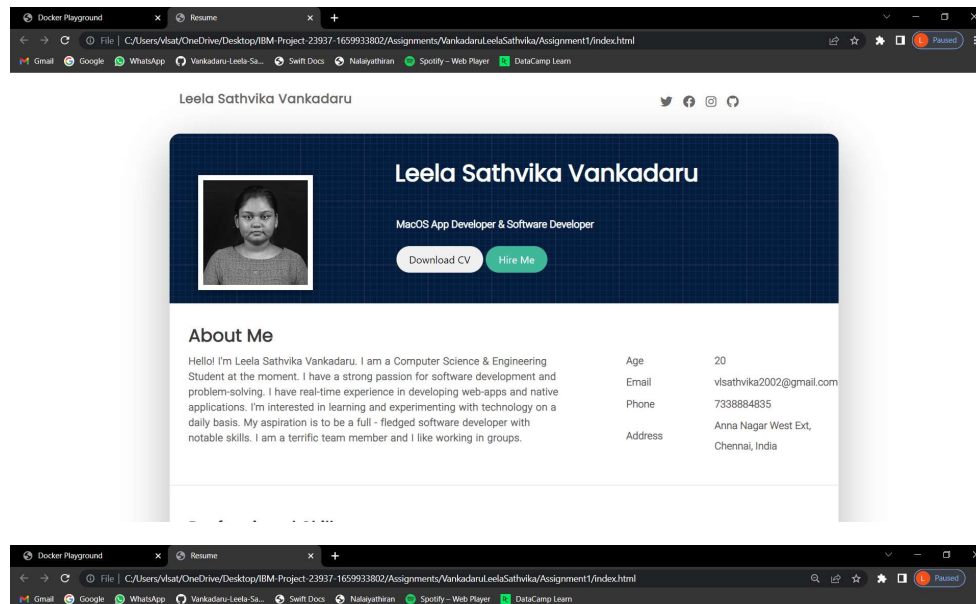 Docker Playground Resume
File | C:/Users/vlsat/OneDrive/Desktop/IBM-Project-23937-1659933802/Assignments/VankadaruLeelaSathvika/Assignment1/index.html Paused
Gmail Google WhatsApp Vankadaru-Leela-Sa... Swift Docs Nalaiyathiran Spotify – Web Player DataCamp Learn
Leela Sathvika Vankadaru
Leela Sathvika Vankadaru
MacOS App Developer & Software Developer
Download CV Hire Me
About Me
Hello! I'm Leela Sathvika Vankadaru. I am a Computer Science & Engineering
Student at the moment. I have a strong passion for software development and
problem-solving. I have real-time experience in developing web-apps and native
applications. I'm interested in learning and experimenting with technology on a
daily basis. My aspiration is to be a full - fledged software developer with
notable skills. I am a terrific team member and I like working in groups.
Age 20
Email vlsathvika2002@gmail.com
Phone 7338884835
Address Anna Nagar West Ext,
Chennai, India
Docker Playground Resume
File | C:/Users/vlsat/OneDrive/Desktop/IBM-Project-23937-1659933802/Assignments/VankadaruLeelaSathvika/Assignment1/index.html Paused
Gmail Google WhatsApp Vankadaru-Leela-Sa... Swift Docs Nalaiyathiran Spotify – Web Player DataCamp Learn